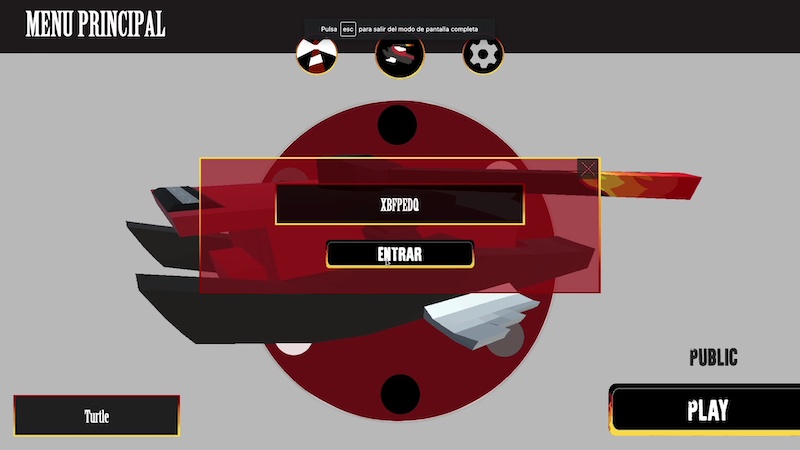 MENU PRINCIPAL
Pulsa esc para salir del modo de pantalla completa
XBFPEDQ
ENTRAR
PUBLIC
PLAY
Turtle